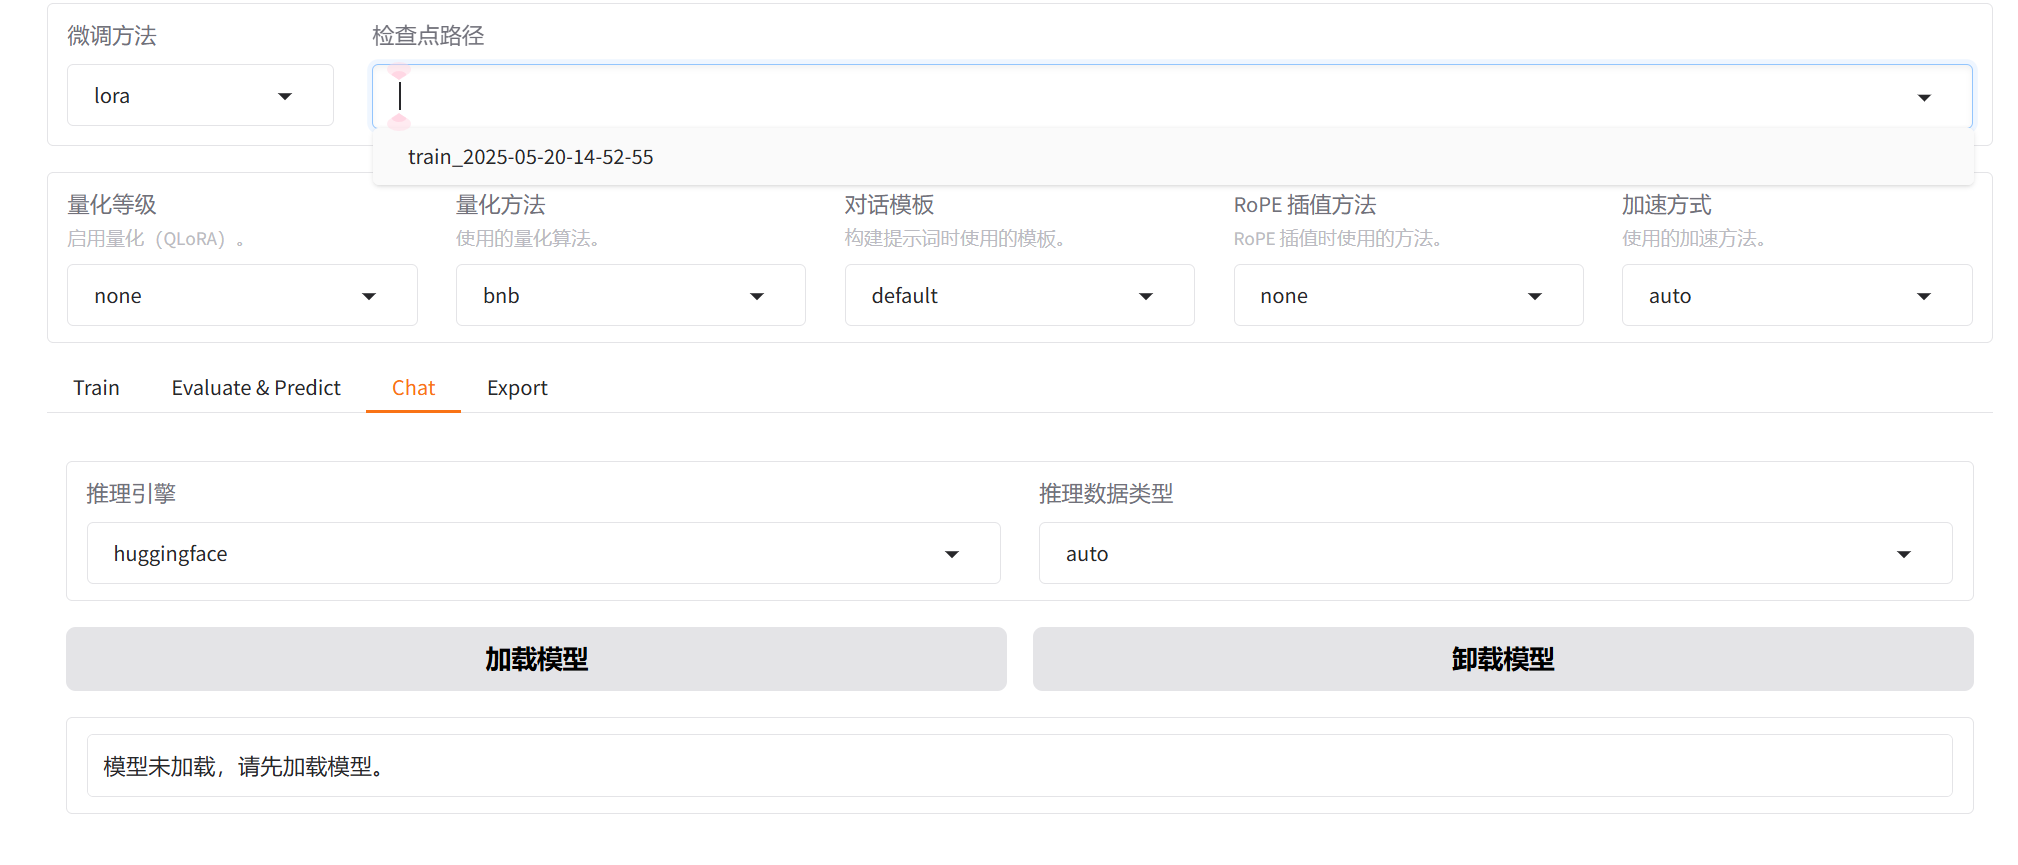 微调方法
检查点路径
lora
train_2025-05-20-14-52-55
量化等级
启用量化（QLoRA）。
none
量化方法
使用的量化算法。
bnb
对话模板
构建提示词时使用的模板。
default
RoPE 插值方法
RoPE 插值时使用的方法。
none
加速方式
使用的加速方法。
auto
Train
Evaluate & Predict
Chat
Export
推理引擎
huggingface
推理数据类型
auto
加载模型
卸载模型
模型未加载，请先加载模型。